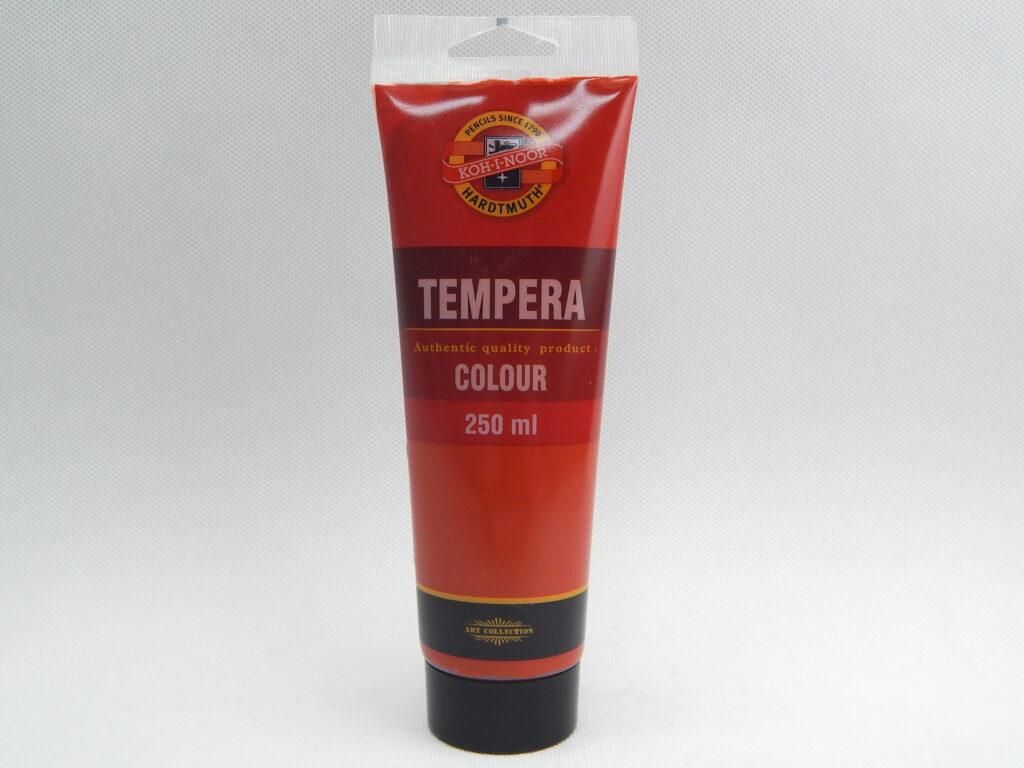 PENCILS SINCE 1790
KOH-I-NOOR
HARDTMUTH®
TEMPERA
Authentic quality product
COLOUR
250 ml
ART COLLECTION